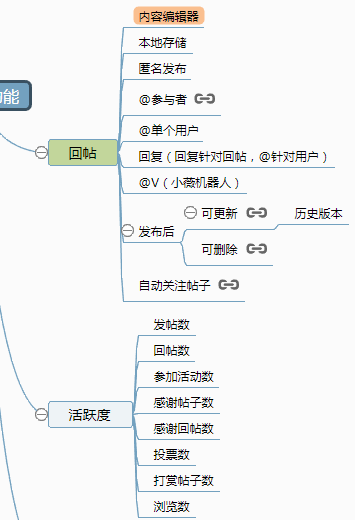 内容编辑器
本地存储
匿名发布
能
@参与者
@单个用户
回帖
回复（回复针对回帖，@针对用户）
@V（小薇机器人）
可更新
历史版本
发布后
可删除
自动关注帖子
发帖数
回帖数
参加活动数
感谢帖子数
活跃度
感谢回帖数
投票数
打赏帖子数
浏览数